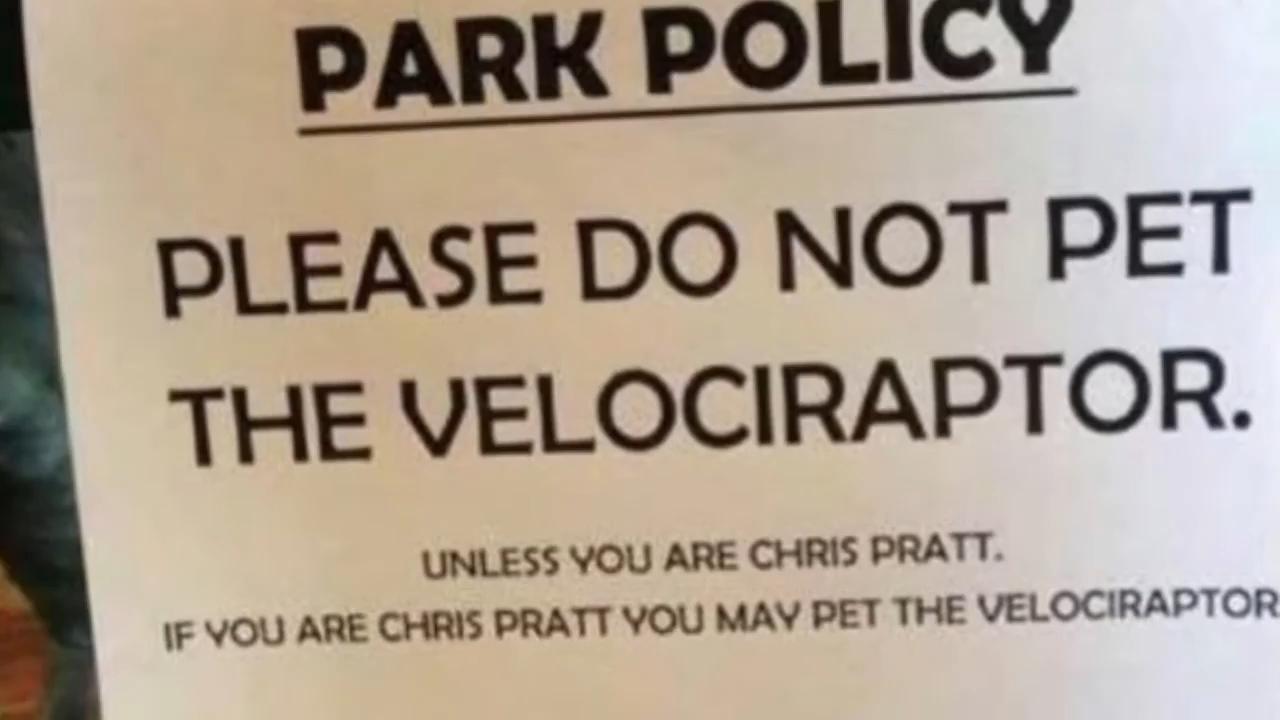 PARK POLICY
PLEASE DO NOT PET
THE VELOCIRAPTOR.
UNLESS YOU ARE CHRIS PRATT.
IF YOU ARE CHRIS PRATT YOU MAY PET THE VELOCIRAPTOR